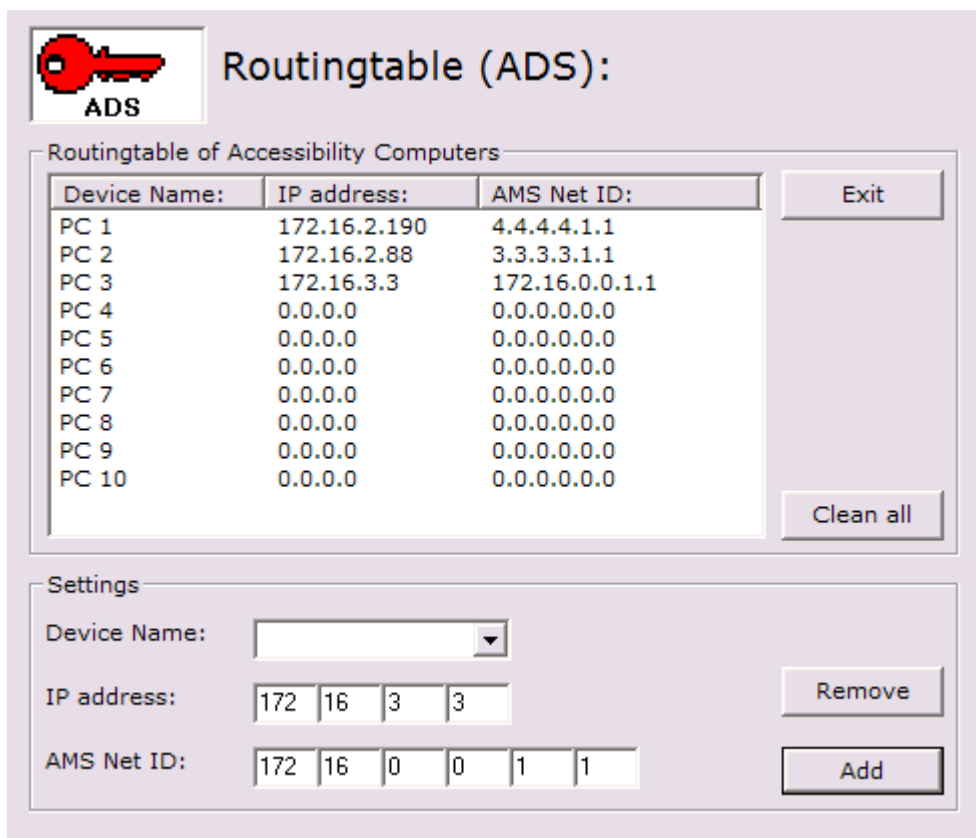 ADS
Routingtable (ADS):
Routingtable of Accessibility Computers
Device Name: IP address: AMS Net ID:
PC 1 172.16.2.190 4.4.4.4.1.1
PC 2 172.16.2.88 3.3.3.3.1.1
PC 3 172.16.3.3 172.16.0.0.1.1
PC 4 0.0.0.0 0.0.0.0.0.0
PC 5 0.0.0.0 0.0.0.0.0.0
PC 6 0.0.0.0 0.0.0.0.0.0
PC 7 0.0.0.0 0.0.0.0.0.0
PC 8 0.0.0.0 0.0.0.0.0.0
PC 9 0.0.0.0 0.0.0.0.0.0
PC 10 0.0.0.0 0.0.0.0.0.0
Exit
Clean all
Settings
Device Name:
IP address: 172 16 3 3
AMS Net ID: 172 16 0 0 1 1
Remove
Add